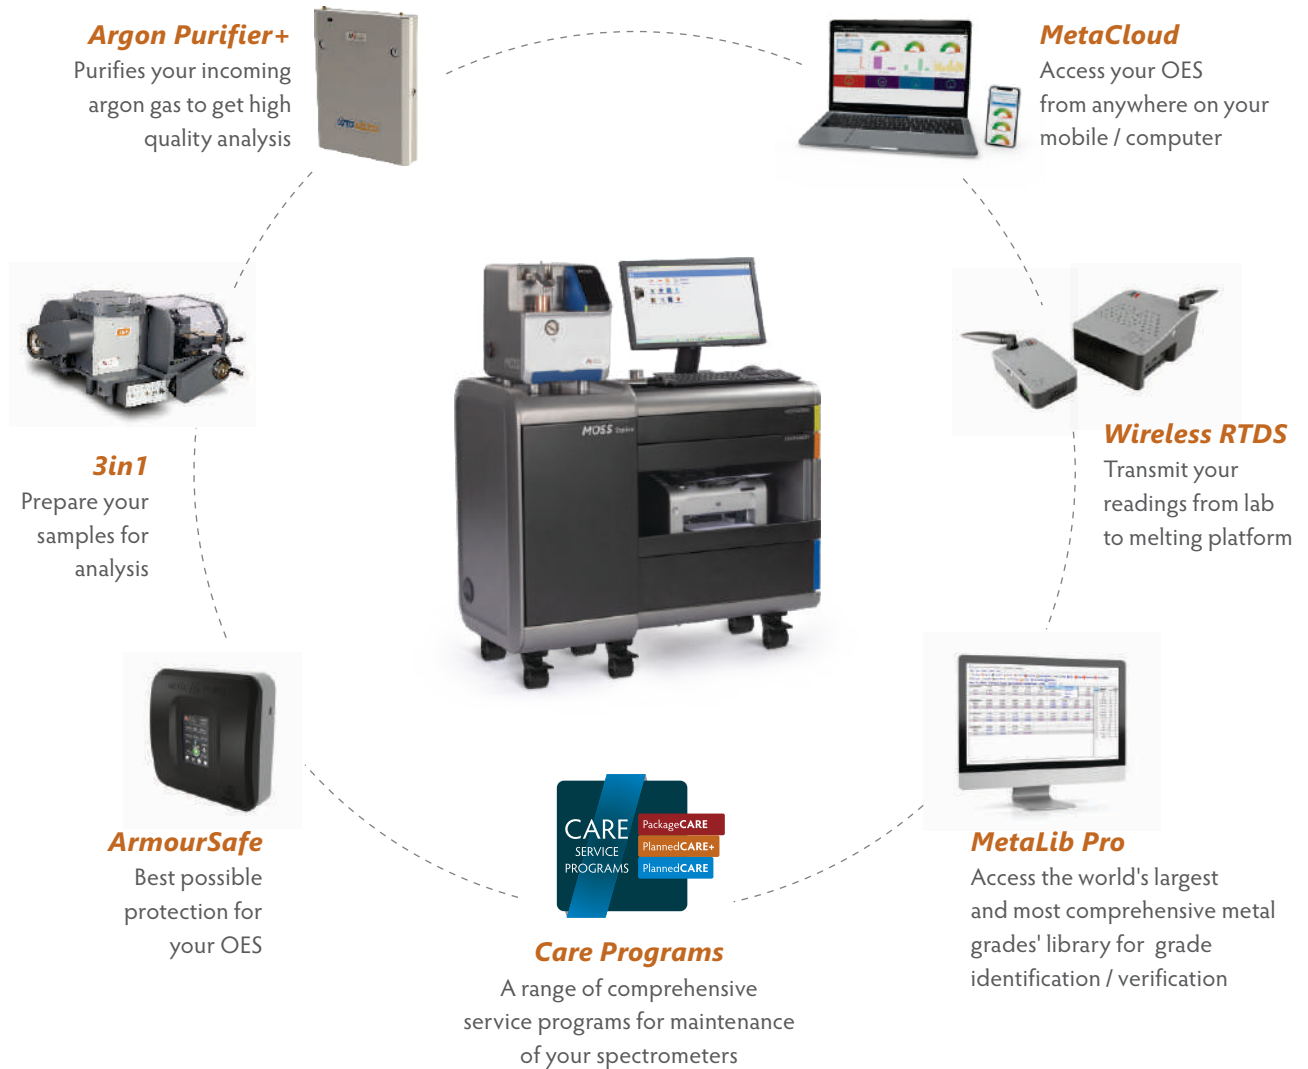 Argon Purifier+
Purifies your incoming
argon gas to get high
quality analysis
MetaCloud
Access your OES
from anywhere on your
mobile / computer
3in1
Prepare your
samples for
analysis
MOSS
MOSS
Wireless RTDS
Transmit your
readings from lab
to melting platform
ArmourSafe
Best possible
protection for
your OES
CARE
SERVICE
PROGRAMS
PackageCARE
PlannedCARE+
PlannedCARE
Care Programs
A range of comprehensive
service programs for maintenance
of your spectrometers
MetaLib Pro
Access the world's largest
and most comprehensive metal
grades' library for grade
identification / verification